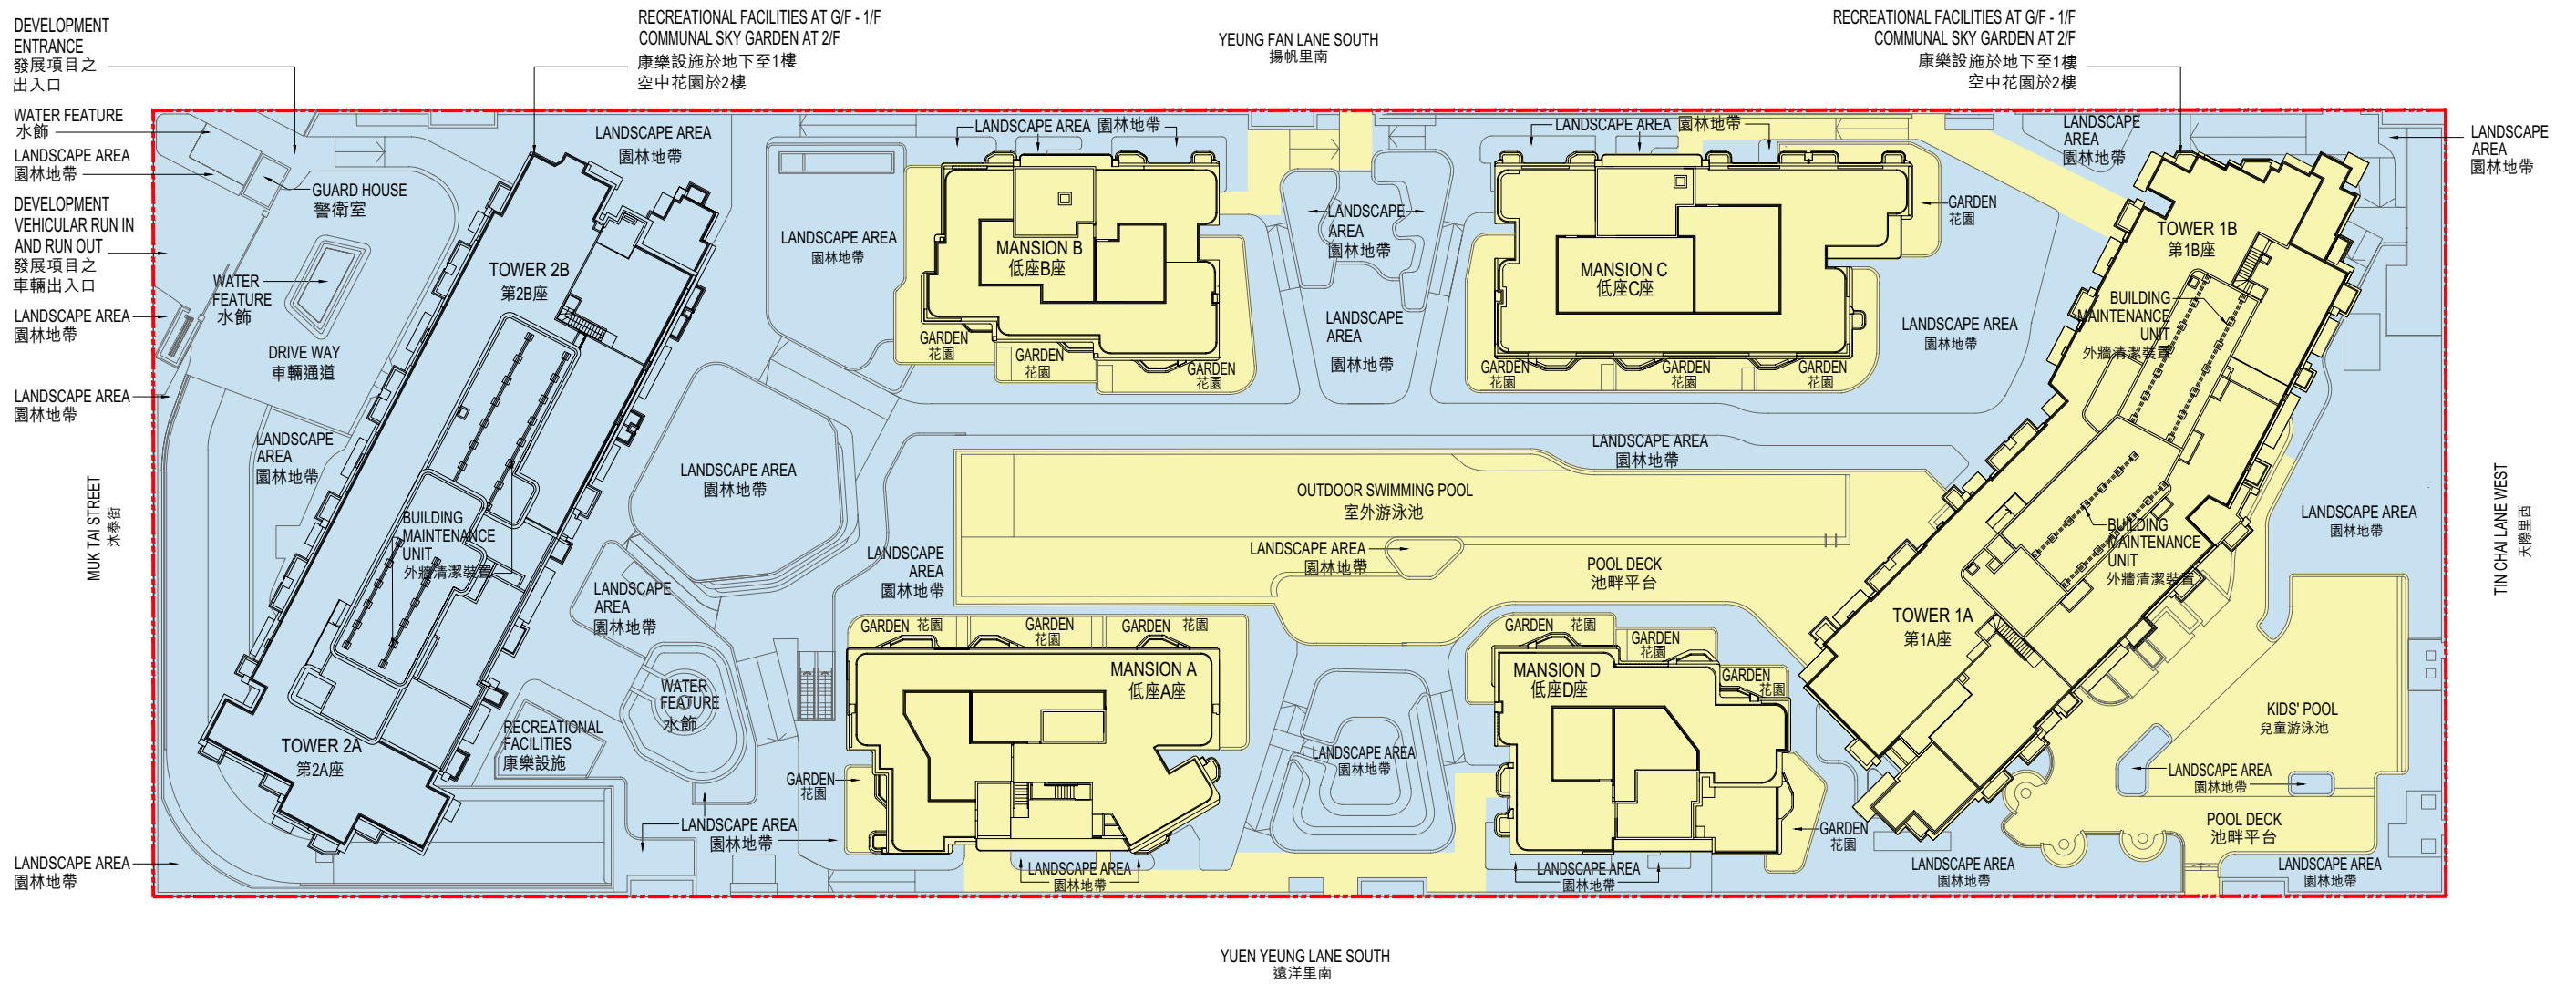 DEVELOPMENT
ENTRANCE
發展項目之
出入口
RECREATIONAL FACILITIES AT G/F - 1/F
COMMUNAL SKY GARDEN AT 2/F
康樂設施於地下至1樓
空中花園於2樓
YEUNG FAN LANE SOUTH
揚帆里南
RECREATIONAL FACILITIES AT G/F - 1/F
COMMUNAL SKY GARDEN AT 2/F
康樂設施於地下至1樓
空中花園於2樓
WATER FEATURE
水飾
LANDSCAPE AREA
園林地帶
GUARD HOUSE
警衛室
DEVELOPMENT
VEHICULAR RUN IN
AND RUN OUT
發展項目之
車輛出入口
LANDSCAPE AREA
園林地帶
LANDSCAPE AREA
園林地帶
LANDSCAPE AREA
園林地帶
MUK TAI STREET
沐泰街
WATER
FEATURE
水飾
DRIVE WAY
車輛通道
LANDSCAPE
AREA
園林地帶
TOWER 2B
第2B座
BUILDING
MAINTENANCE
UNIT
外牆清潔裝置
TOWER 2A
第2A座
LANDSCAPE AREA
園林地帶
LANDSCAPE AREA
園林地帶
LANDSCAPE AREA
園林地帶
LANDSCAPE
AREA
園林地帶
WATER
FEATURE
水飾
RECREATIONAL
FACILITIES
康樂設施
LANDSCAPE AREA
園林地帶
LANDSCAPE AREA 園林地帶
MANSION B
低座B座
GARDEN
花園
GARDEN
花園
GARDEN
花園
LANDSCAPE
AREA
園林地帶
LANDSCAPE
AREA
園林地帶
LANDSCAPE AREA 園林地帶
MANSION C
低座C座
GARDEN
花園
GARDEN
花園
GARDEN
花園
GARDEN
花園
LANDSCAPE AREA
園林地帶
LANDSCAPE
AREA
園林地帶
LANDSCAPE
AREA
園林地帶
TOWER 1B
第1B座
BUILDING
MAINTENANCE
UNIT
外牆清潔裝置
LANDSCAPE AREA
園林地帶
OUTDOOR SWIMMING POOL
室外游泳池
LANDSCAPE AREA
園林地帶
POOL DECK
池畔平台
LANDSCAPE
AREA
園林地帶
BUILDING
MAINTENANCE
UNIT
外牆清潔裝置
TOWER 1A
第1A座
LANDSCAPE AREA
園林地帶
TIN CHAI LANE WEST
天際里西
GARDEN 花園
GARDEN
花園
GARDEN 花園
MANSION A
低座A座
GARDEN
花園
LANDSCAPE AREA
園林地帶
LANDSCAPE AREA
園林地帶
GARDEN 花園
GARDEN
花園
GARDEN
花園
MANSION D
低座D座
GARDEN
花園
LANDSCAPE AREA
園林地帶
LANDSCAPE AREA
園林地帶
KIDS' POOL
兒童游泳池
LANDSCAPE AREA
園林地帶
POOL DECK
池畔平台
LANDSCAPE AREA
園林地帶
YUEN YEUNG LANE SOUTH
遠洋里南